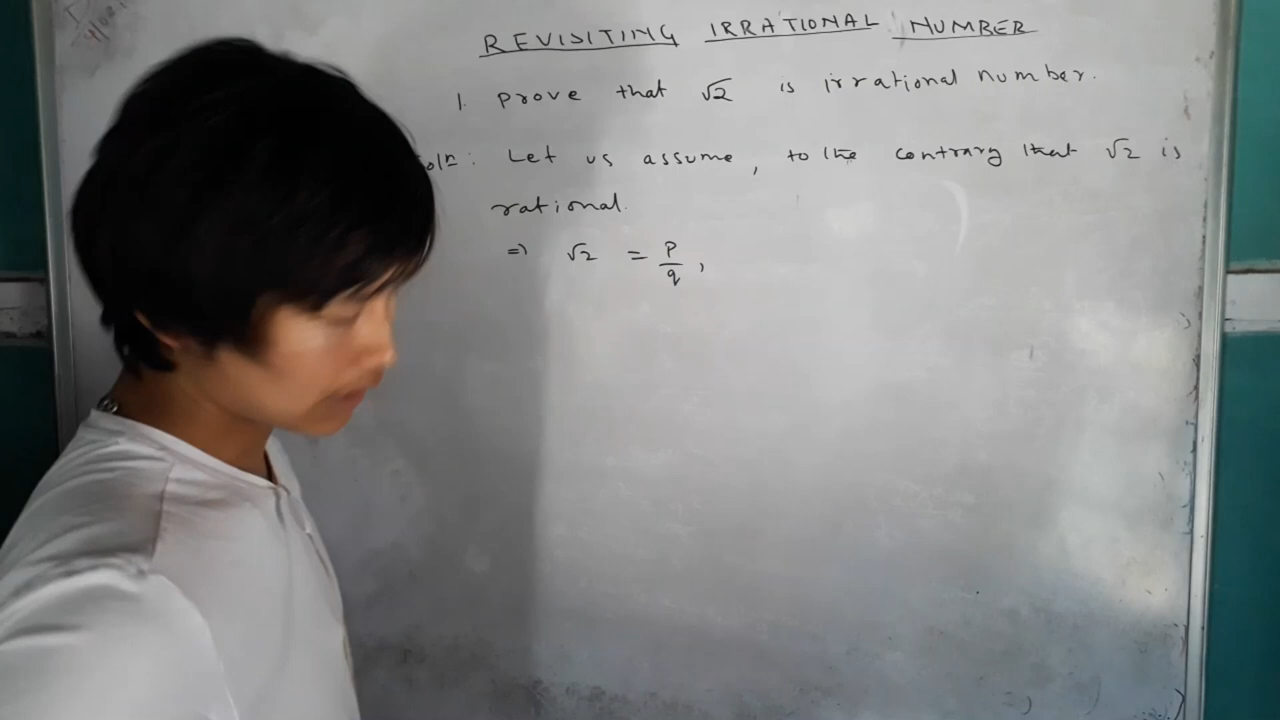 REVISITING IRRATIONAL NUMBER
1. Prove that √2 is irrational number.
oln: Let us assume, to the contrary that √2 is
rational.
⇒ √2 = p/q,